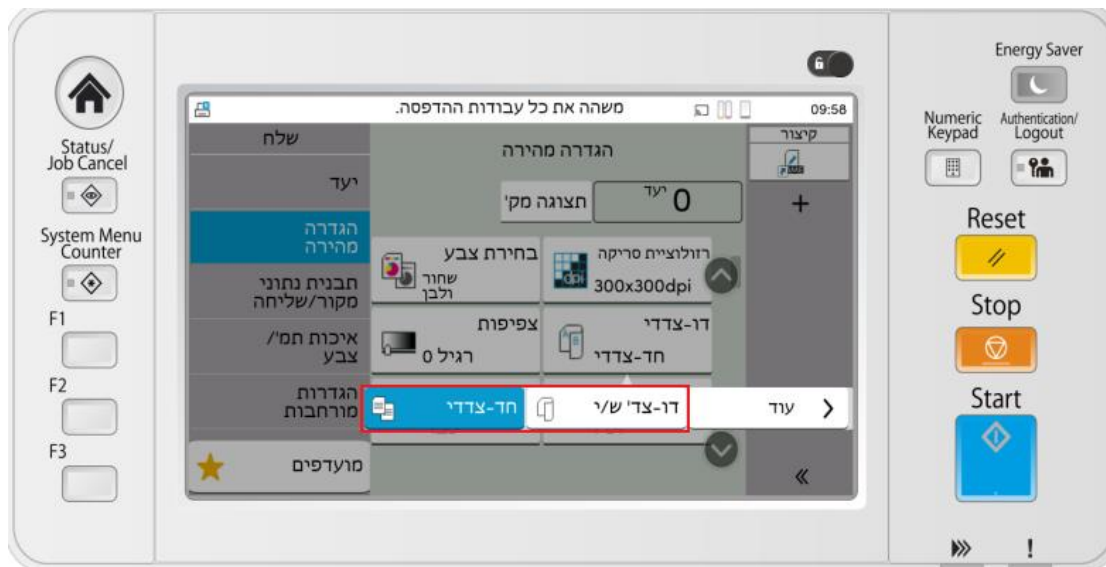 Energy Saver
Status/
Job Cancel
System Menu
Counter
F1
F2
F3
משהה את כל עבודות ההדפסה.
09:58
קיצור
שלח
יעד
הגדרה
מהירה
תבנית נתוני
מקור/שליחה
איכות תמ'/
צבע
הגדרות
מורחבות
מועדפים
הגדרה מהירה
0 יעד
תצוגה מק'
רזולוציית סריקה
dpi
300x300dpi
בחירת צבע
שחור
ולבן
דו-צדדי
חד-צדדי
צפיפות
רגיל 0
חד-צדדי
דו-צד' ש/י
עוד
Numeric
Keypad
Authentication/
Logout
Reset
Stop
Start